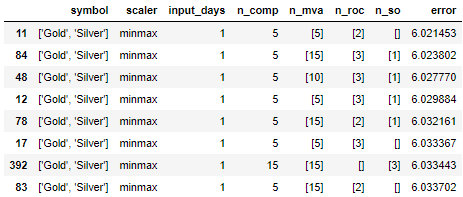 symbol scaler input_days n_comp n_mva n_roc n_so error
11 ['Gold', 'Silver'] minmax 1 5 [5] [2] [] 6.021453
84 ['Gold', 'Silver'] minmax 1 5 [15] [3] [1] 6.023802
48 ['Gold', 'Silver'] minmax 1 5 [10] [3] [1] 6.027770
12 ['Gold', 'Silver'] minmax 1 5 [5] [3] [1] 6.029884
78 ['Gold', 'Silver'] minmax 1 5 [15] [2] [1] 6.032161
17 ['Gold', 'Silver'] minmax 1 5 [5] [3] [] 6.033367
392 ['Gold', 'Silver'] minmax 1 15 [15] [] [3] 6.033443
83 ['Gold', 'Silver'] minmax 1 5 [15] [2] [] 6.033702